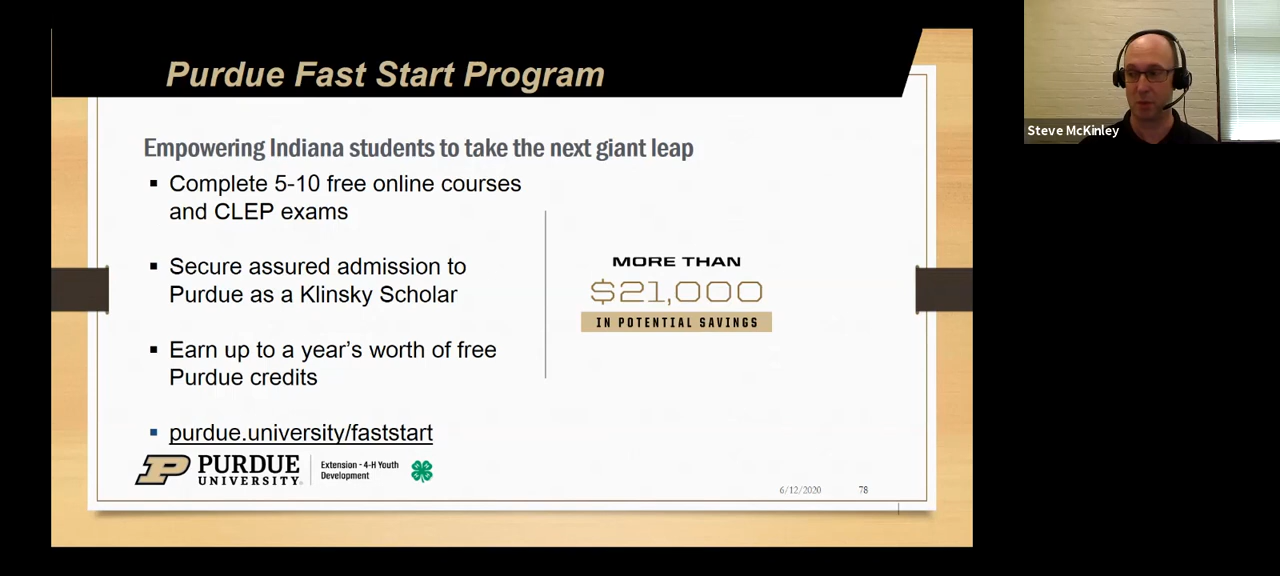 Purdue Fast Start Program
Empowering Indiana students to take the next giant leap
▪ Complete 5-10 free online courses
and CLEP exams
▪ Secure assured admission to
Purdue as a Klinsky Scholar
▪ Earn up to a year's worth of free
Purdue credits
▪ purdue.university/faststart
MORE THAN
$21,000
IN POTENTIAL SAVINGS
P PURDUE
UNIVERSITY.
Extension - 4-H Youth
Development
6/12/2020 78
Steve McKinley